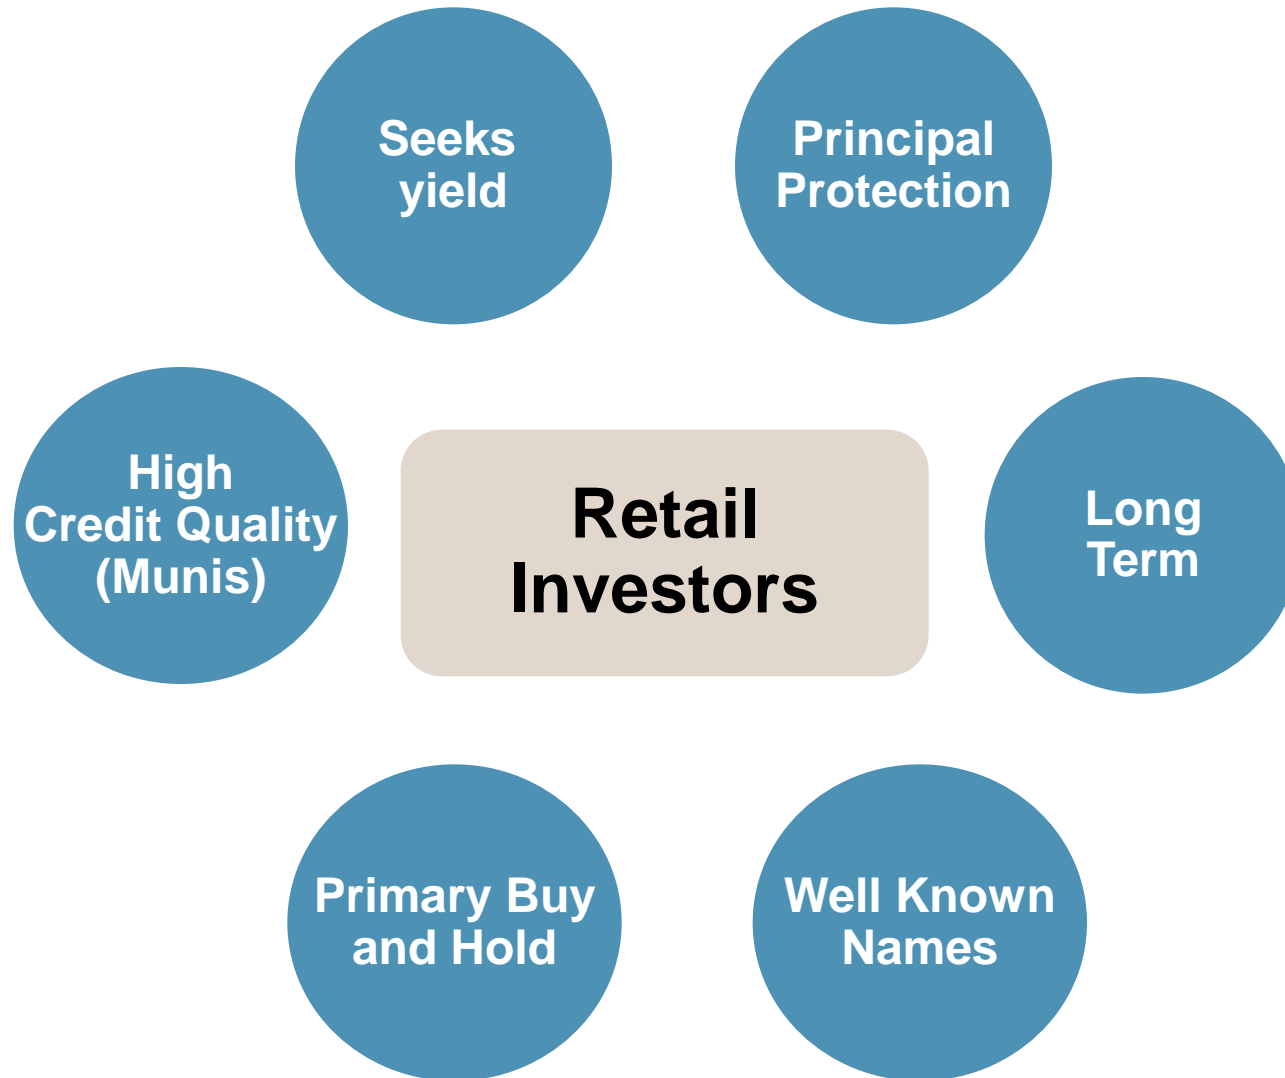 Seeks
yield
Principal
Protection
High
Credit Quality
(Munis)
Retail
Investors
Long
Term
Primary Buy
and Hold
Well Known
Names